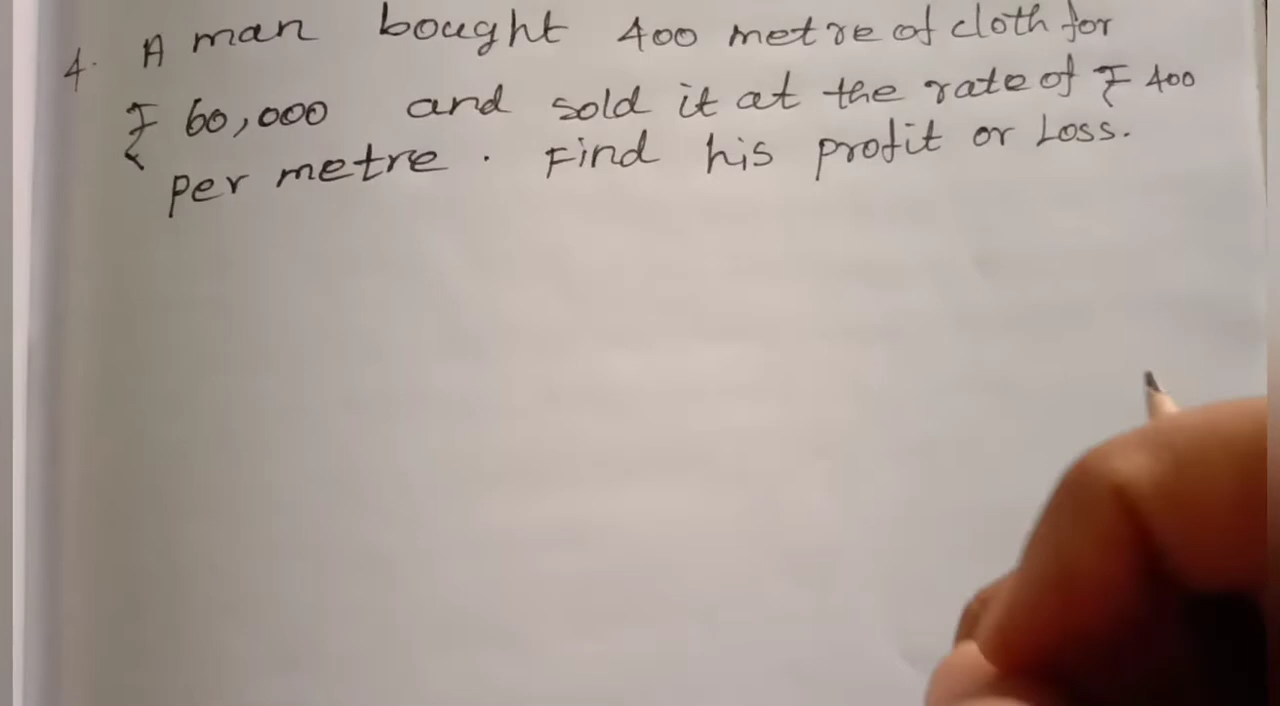 4. A man bought 400 metre of cloth for
₹ 60,000 and sold it at the rate of ₹ 400
per metre. Find his profit or Loss.